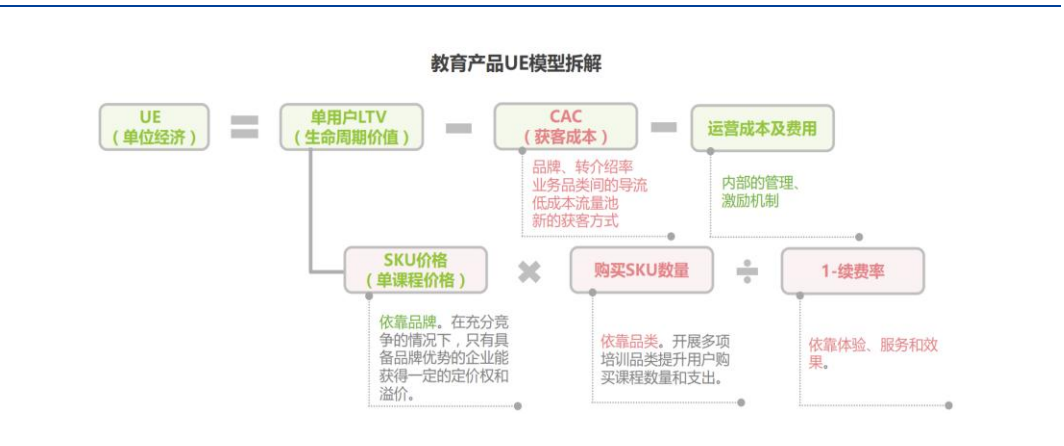 教育产品UE模型拆解
UE
（单位经济）
单用户LTV
（生命周期价值）
CAC
（获客成本）
运营成本及费用
品牌、转介绍率
业务品类间的导流
低成本流量池
新的获客方式
内部的管理、
激励机制
SKU价格
（单课程价格）
购买SKU数量
1-续费率
依靠品牌。在充分竞
争的情况下，只有具
备品牌优势的企业能
获得一定的定价权和
溢价。
依靠品类。开展多项
培训品类提升用户购
买课程数量和支出。
依靠体验、服务和效
果。